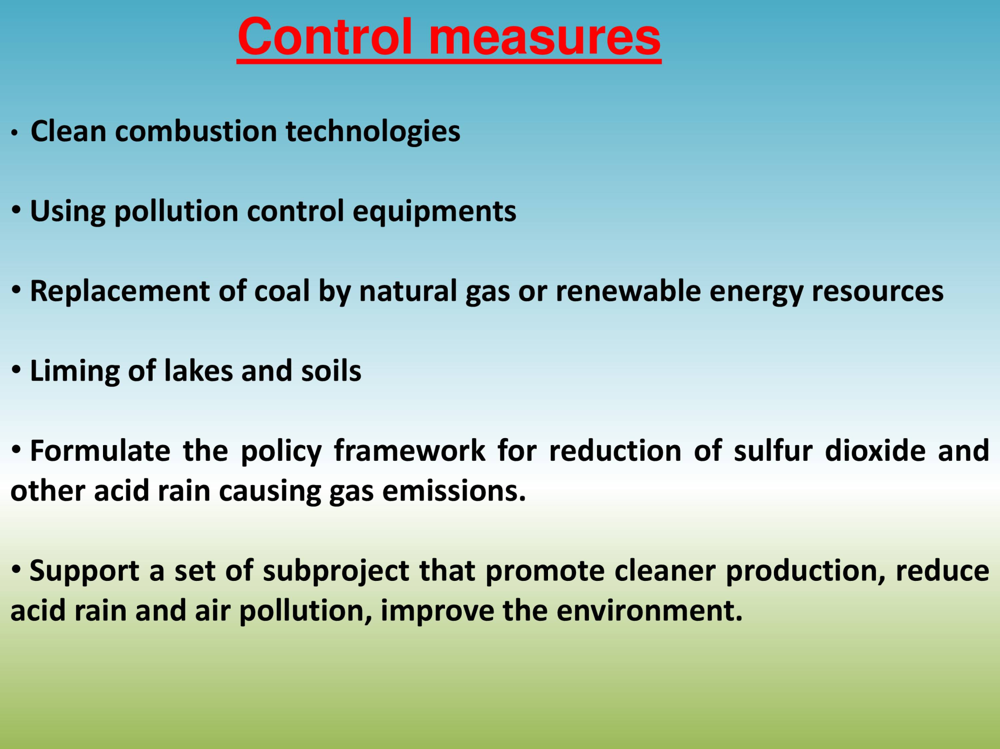 Control measures
• Clean combustion technologies
• Using pollution control equipments
• Replacement of coal by natural gas or renewable energy resources
• Liming of lakes and soils
• Formulate the policy framework for reduction of sulfur dioxide and
other acid rain causing gas emissions.
• Support a set of subproject that promote cleaner production, reduce
acid rain and air pollution, improve the environment.